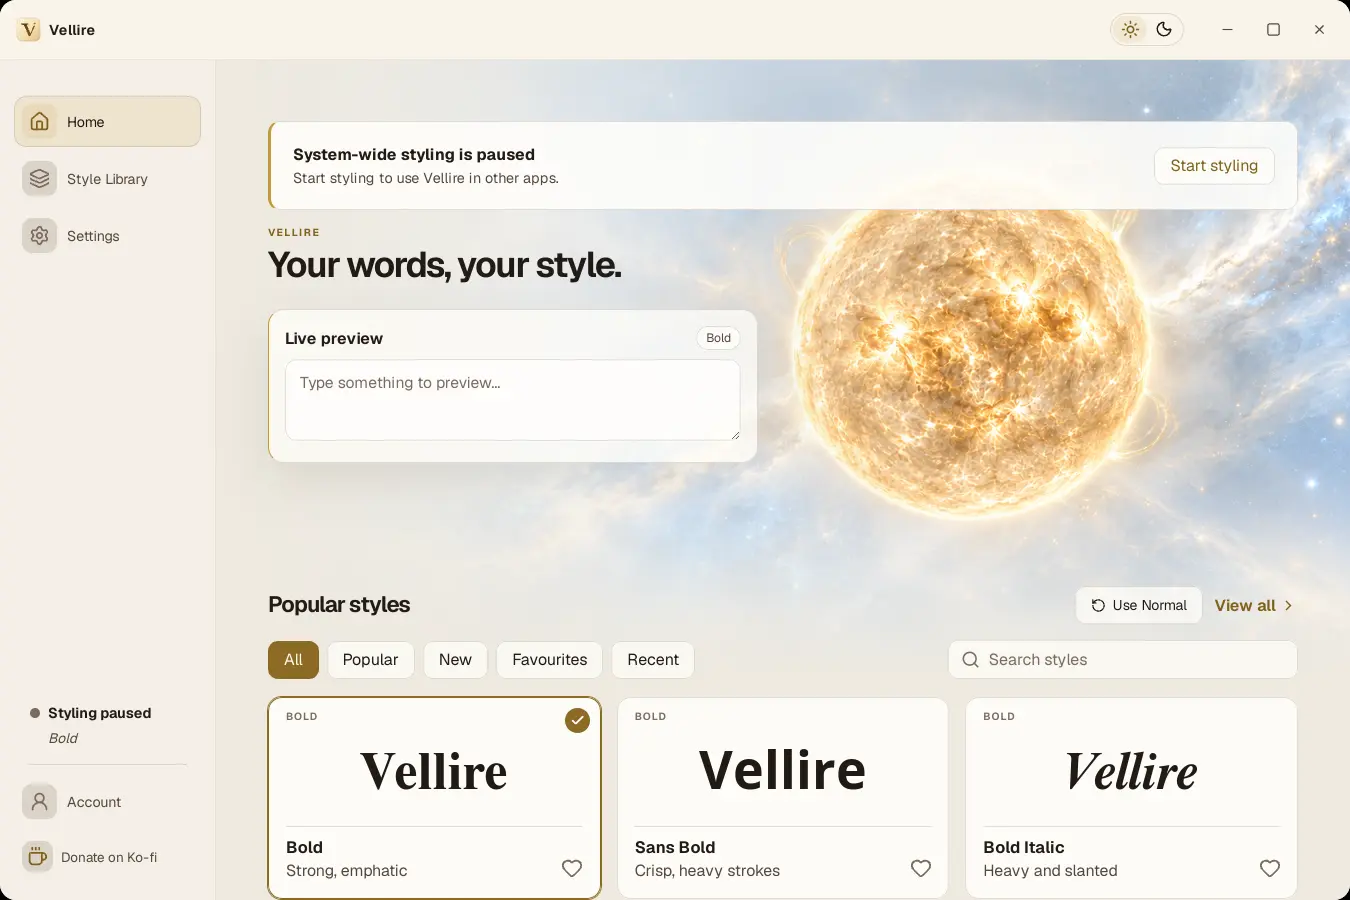 V Vellire
Home
Style Library
Settings
System-wide styling is paused
Start styling to use Vellire in other apps.
Start styling
VELLIRE
Your words, your style.
Live preview
Bold
Type something to preview...
Popular styles
Use Normal
View all
All
Popular
New
Favourites
Recent
Search styles
BOLD
Vellire
Bold
Strong, emphatic
BOLD
Vellire
Sans Bold
Crisp, heavy strokes
BOLD
Vellire
Bold Italic
Heavy and slanted
Styling paused
Bold
Account
Donate on Ko-fi